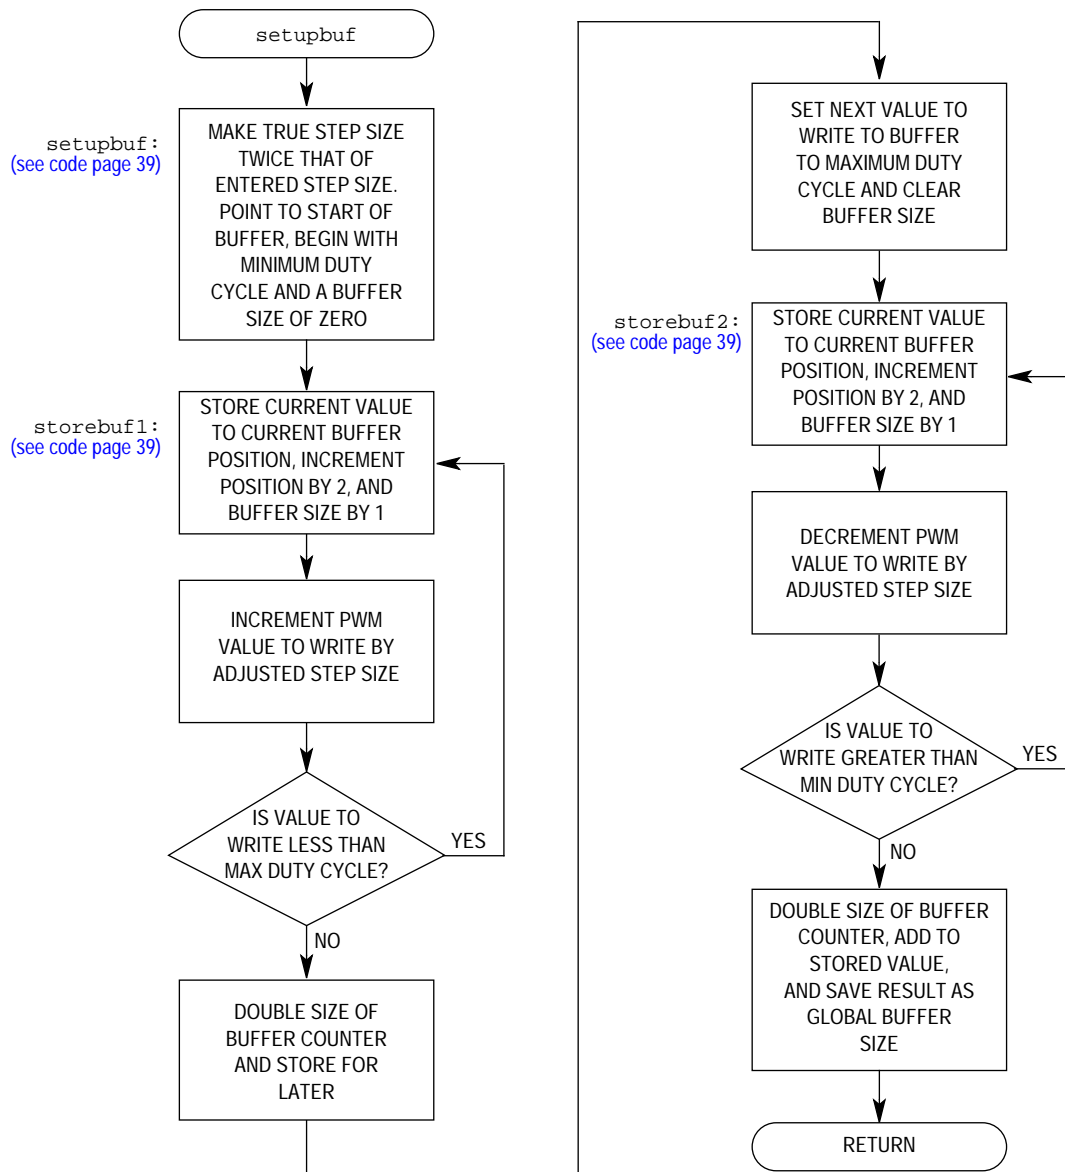 setupbuf
setupbuf:
(see code page 39)
MAKE TRUE STEP SIZE
TWICE THAT OF
ENTERED STEP SIZE.
POINT TO START OF
BUFFER, BEGIN WITH
MINIMUM DUTY
CYCLE AND A BUFFER
SIZE OF ZERO
storebuf1:
(see code page 39)
STORE CURRENT VALUE
TO CURRENT BUFFER
POSITION, INCREMENT
POSITION BY 2, AND
BUFFER SIZE BY 1
INCREMENT PWM
VALUE TO WRITE BY
ADJUSTED STEP SIZE
IS VALUE TO
WRITE LESS THAN
MAX DUTY CYCLE?
YES
NO
DOUBLE SIZE OF
BUFFER COUNTER
AND STORE FOR
LATER
SET NEXT VALUE TO
WRITE TO BUFFER
TO MAXIMUM DUTY
CYCLE AND CLEAR
BUFFER SIZE
storebuf2:
(see code page 39)
STORE CURRENT VALUE
TO CURRENT BUFFER
POSITION, INCREMENT
POSITION BY 2, AND
BUFFER SIZE BY 1
DECREMENT PWM
VALUE TO WRITE BY
ADJUSTED STEP SIZE
IS VALUE TO
WRITE GREATER THAN
MIN DUTY CYCLE?
YES
NO
DOUBLE SIZE OF BUFFER
COUNTER, ADD TO
STORED VALUE,
AND SAVE RESULT AS
GLOBAL BUFFER
SIZE
RETURN